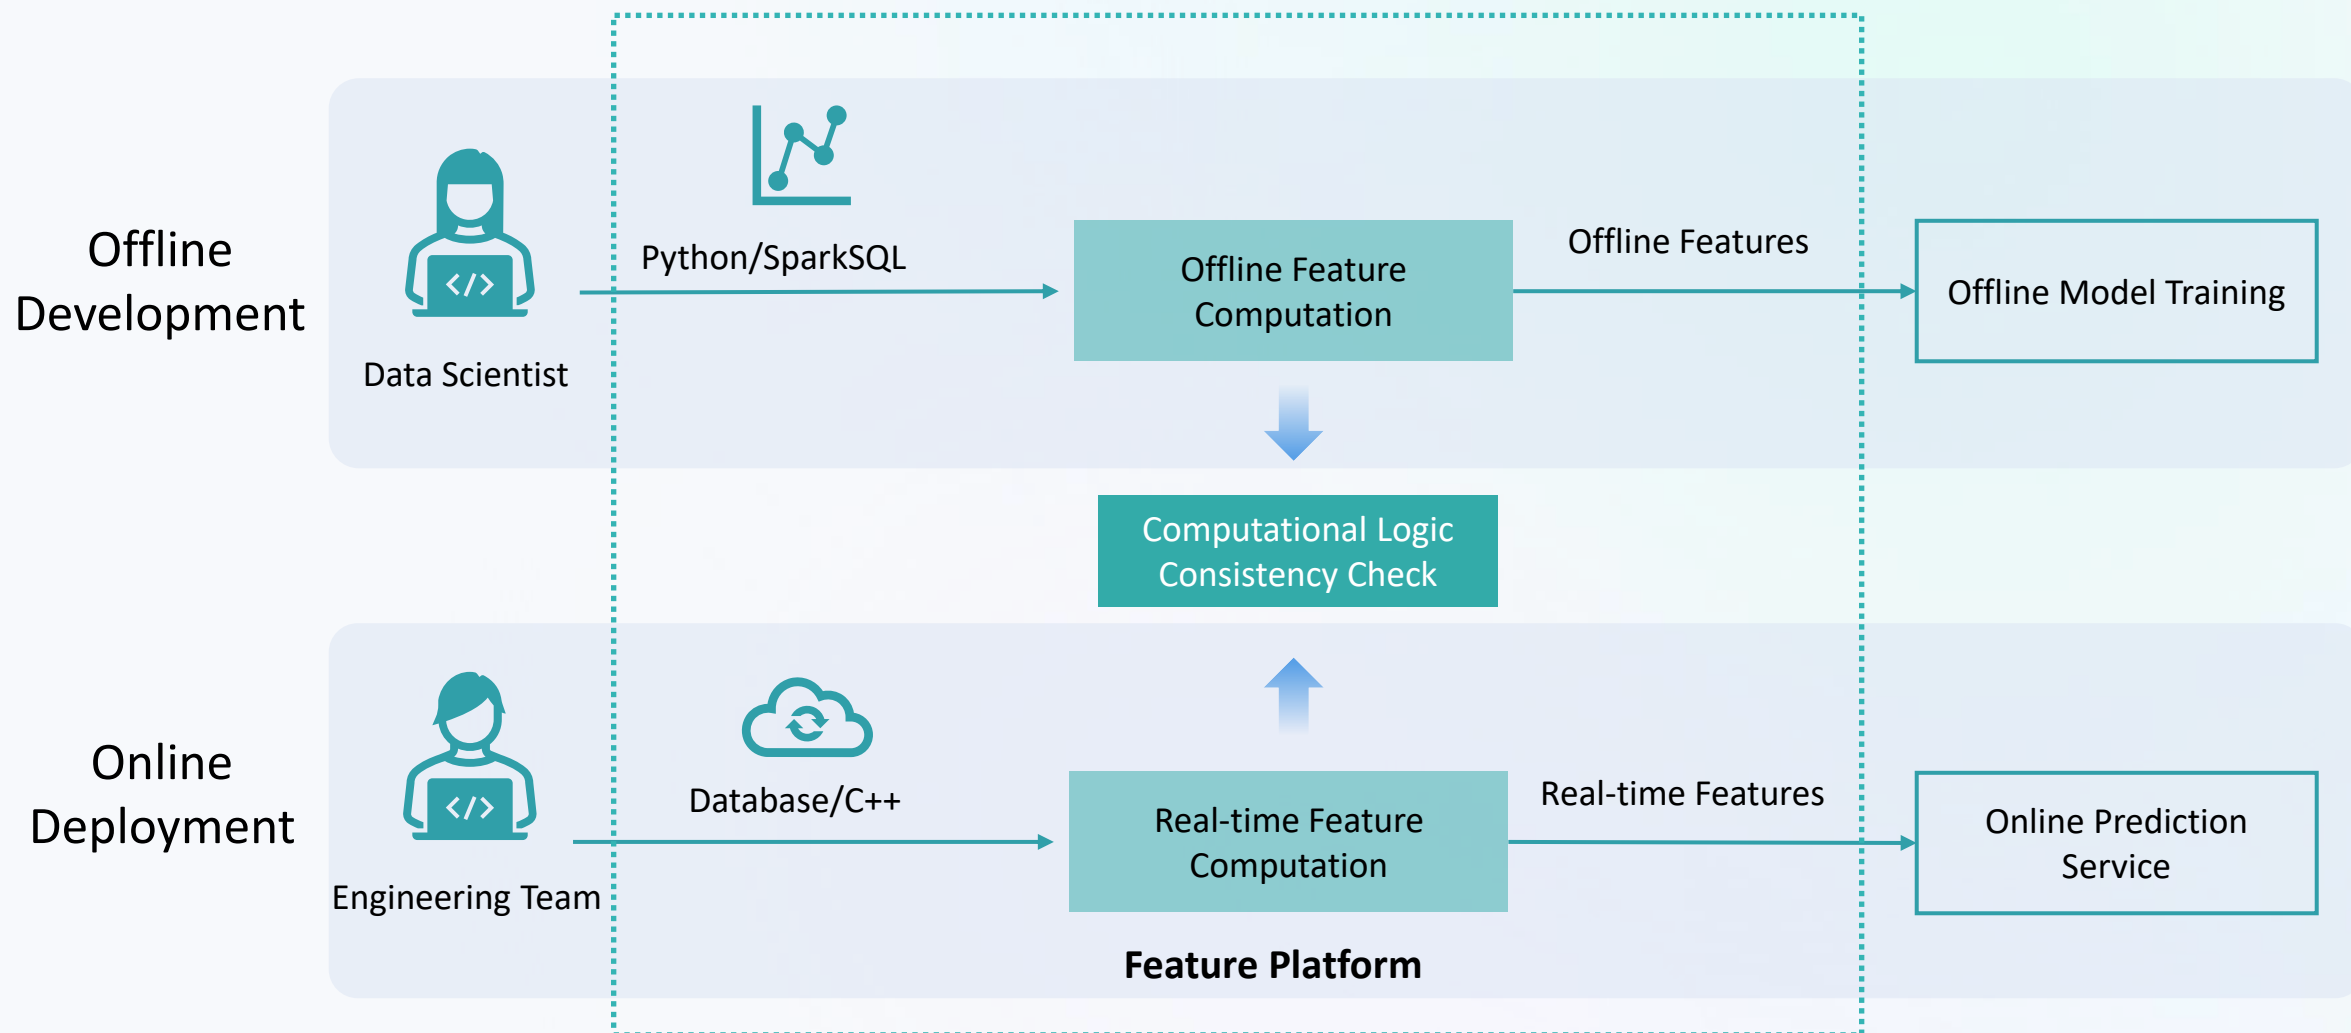 Offline
Development
</>
Data Scientist
Python/SparkSQL
Offline Feature
Computation
Offline Features
Offline Model Training
Computational Logic
Consistency Check
Online
Deployment
</>
Engineering Team
Database/C++
Real-time Feature
Computation
Real-time Features
Online Prediction
Service
Feature Platform